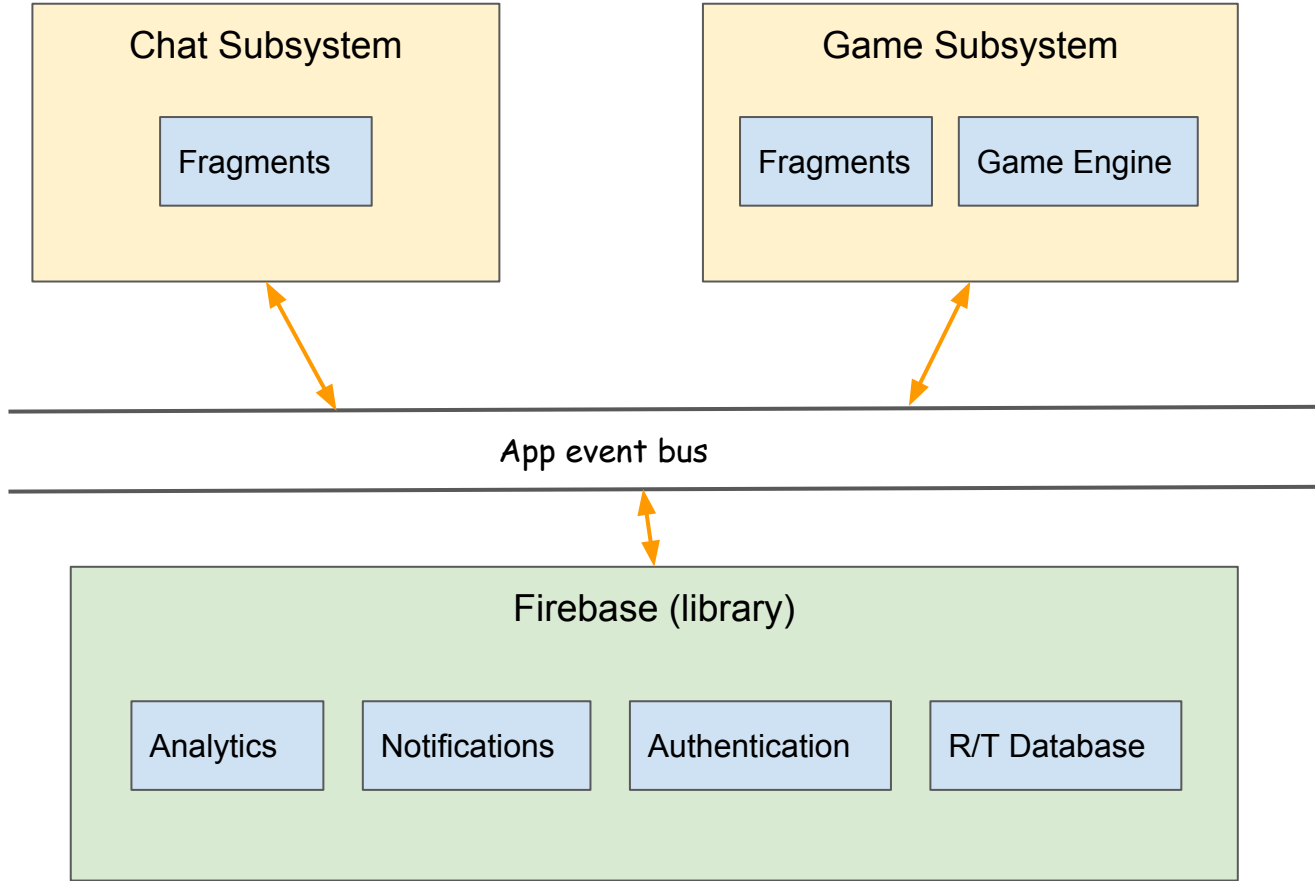 Chat Subsystem
Game Subsystem
Fragments
Fragments
Game Engine
App event bus
Firebase (library)
Analytics
Notifications
Authentication
R/T Database